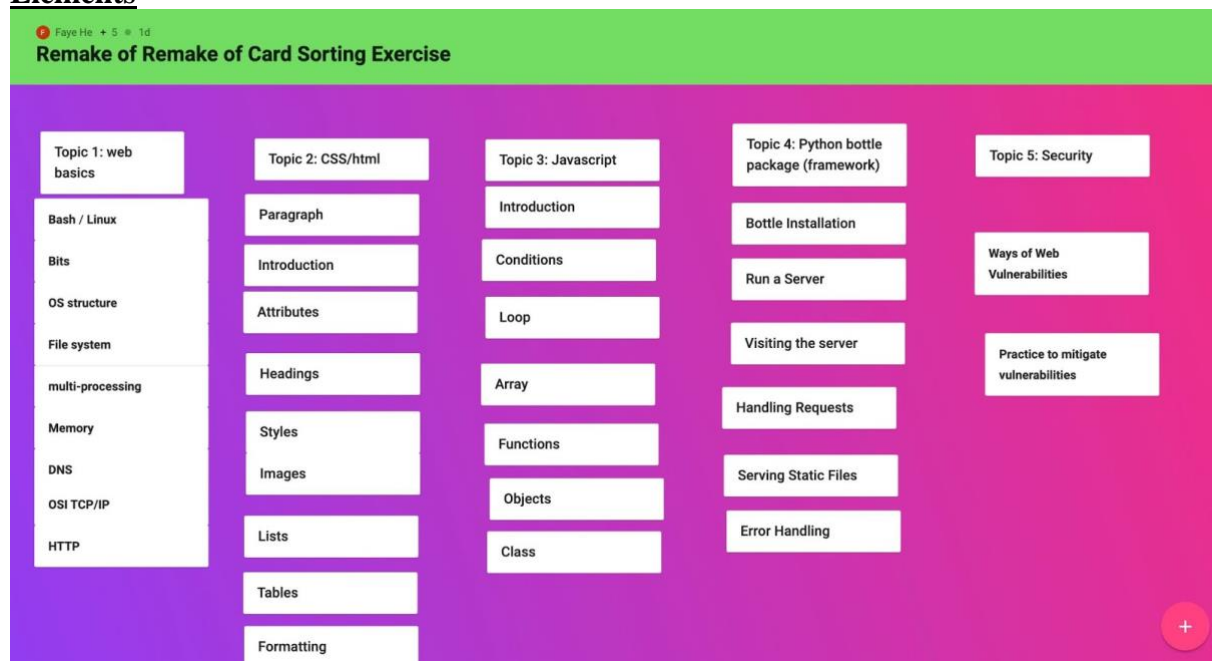 Elements
Faye He + 5 1d
Remake of Remake of Card Sorting Exercise
Topic 1: web
basics
Bash / Linux
Bits
OS structure
File system
multi-processing
Memory
DNS
OSI TCP/IP
HTTP
Topic 2: CSS/html
Paragraph
Introduction
Attributes
Headings
Styles
Images
Lists
Tables
Formatting
Topic 3: Javascript
Introduction
Conditions
Loop
Array
Functions
Objects
Class
Topic 4: Python bottle
package (framework)
Bottle Installation
Run a Server
Visiting the server
Handling Requests
Serving Static Files
Error Handling
Topic 5: Security
Ways of Web
Vulnerabilities
Practice to mitigate
vulnerabilities
+